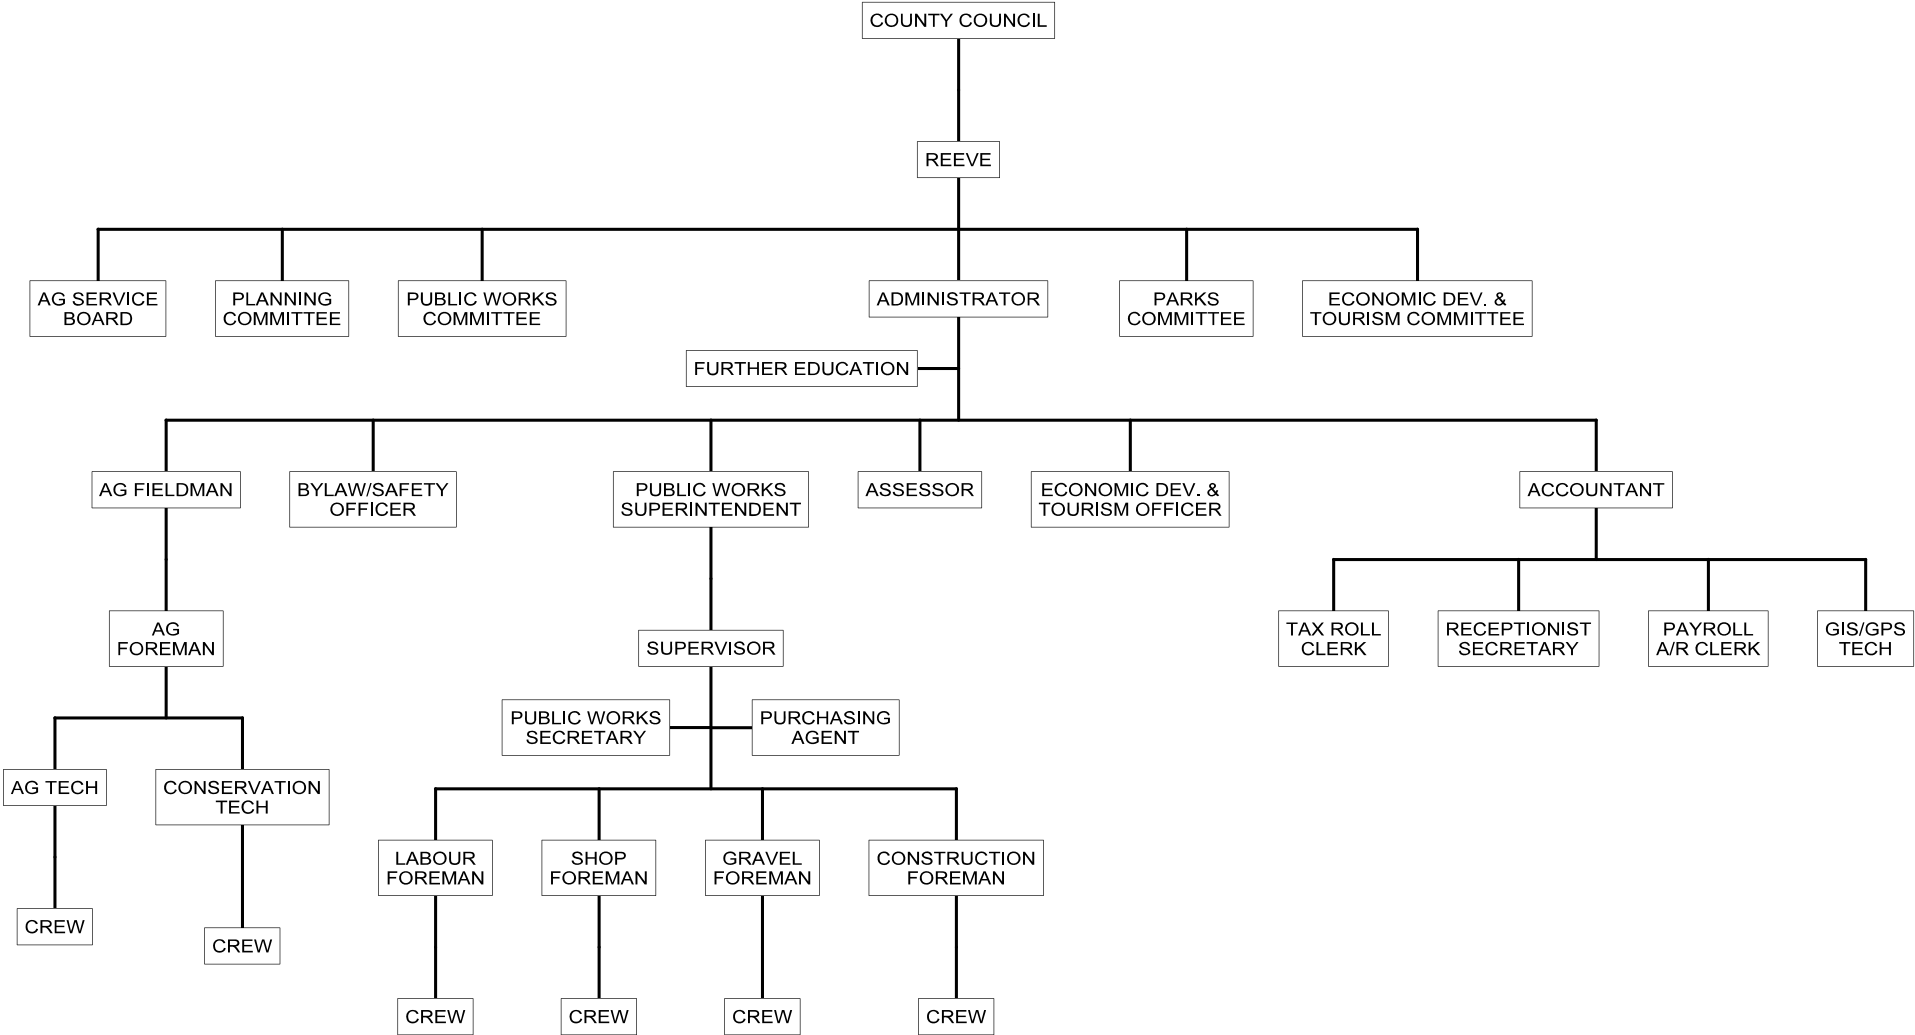 COUNTY COUNCIL
REEVE
AG SERVICE
BOARD
PLANNING
COMMITTEE
PUBLIC WORKS
COMMITTEE
ADMINISTRATOR
PARKS
COMMITTEE
ECONOMIC DEV. &
TOURISM COMMITTEE
FURTHER EDUCATION
AG FIELDMAN
BYLAW/SAFETY
OFFICER
PUBLIC WORKS
SUPERINTENDENT
ASSESSOR
ECONOMIC DEV. &
TOURISM OFFICER
ACCOUNTANT
AG
FOREMAN
SUPERVISOR
TAX ROLL
CLERK
RECEPTIONIST
SECRETARY
PAYROLL
A/R CLERK
GIS/GPS
TECH
PUBLIC WORKS
SECRETARY
PURCHASING
AGENT
AG TECH
CONSERVATION
TECH
LABOUR
FOREMAN
SHOP
FOREMAN
GRAVEL
FOREMAN
CONSTRUCTION
FOREMAN
CREW
CREW
CREW
CREW
CREW
CREW